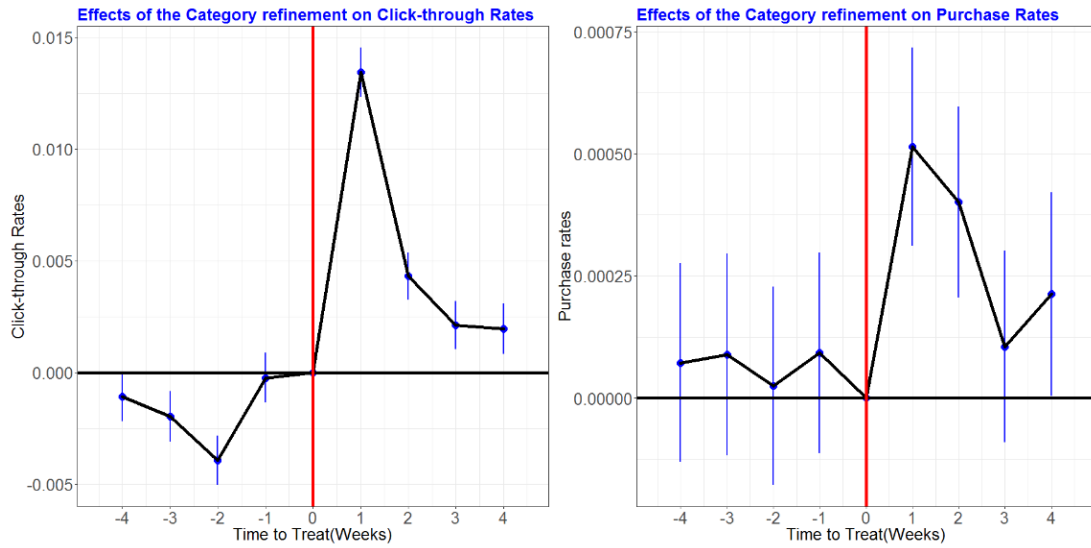 Effects of the Category refinement on Click-through Rates
0.015
0.010
0.005
0.000
-0.005
Click-through Rates
-4 -3 -2 -1 0 1 2 3 4
Time to Treat(Weeks)
Effects of the Category refinement on Purchase Rates
0.00075
0.00050
0.00025
0.00000
Purchase rates
-4 -3 -2 -1 0 1 2 3 4
Time to Treat(Weeks)